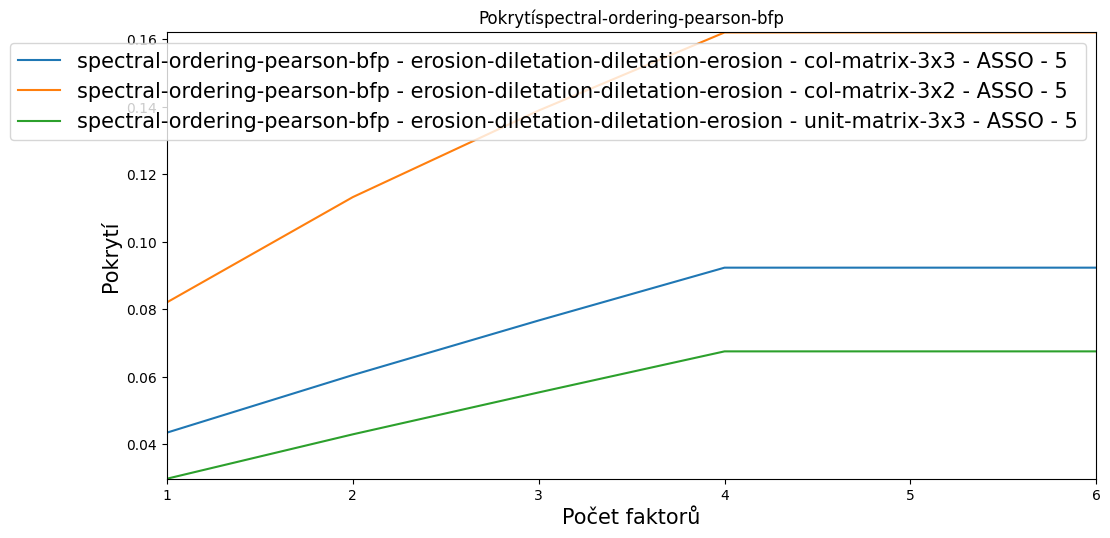 Pokrytíspectral-ordering-pearson-bfp
0.16
spectral-ordering-pearson-bfp - erosion-diletation-diletation-erosion - col-matrix-3x3 - ASSO - 5
spectral-ordering-pearson-bfp - erosion-diletation-diletation-erosion - col-matrix-3x2 - ASSO - 5
0.14
spectral-ordering-pearson-bfp - erosion-diletation-diletation-erosion - unit-matrix-3x3 - ASSO - 5
0.12
0.10
0.08
0.06
0.04
Pokrytí
1
2
3
4
5
6
Počet faktorů